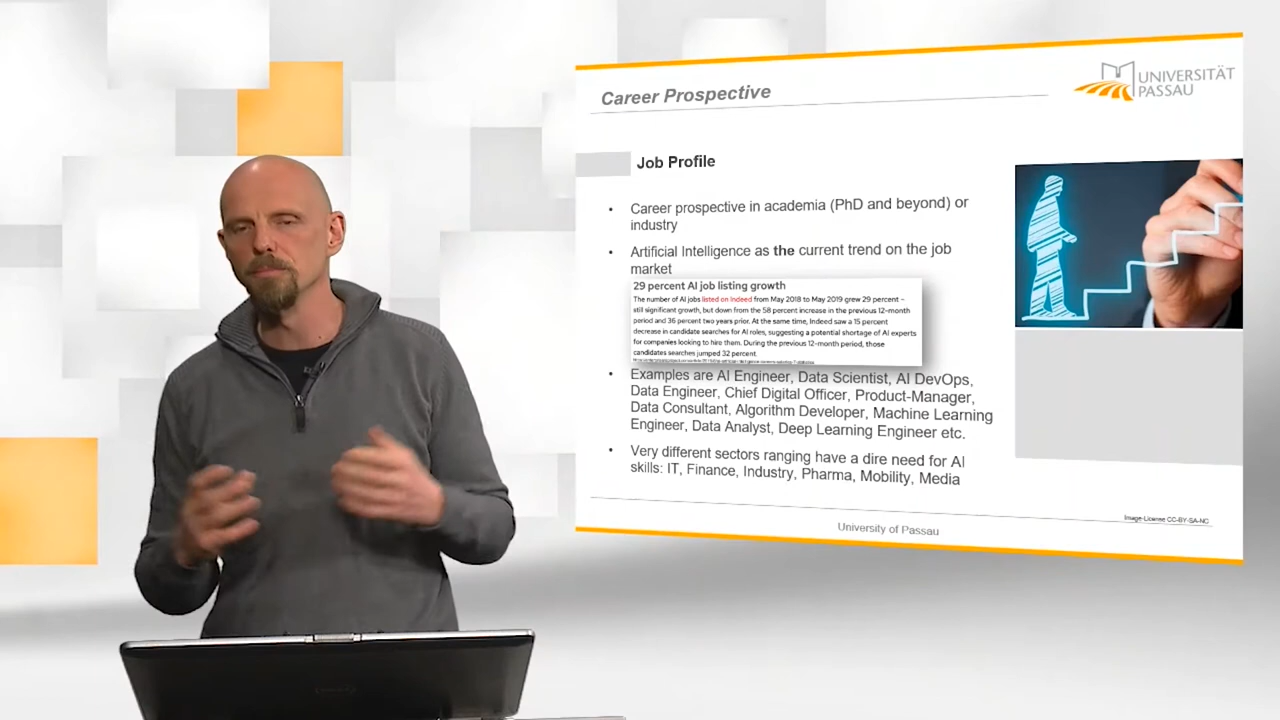 Career Prospective
UNIVERSITÄT
PASSAU
Job Profile
• Career prospective in academia (PhD and beyond) or
industry
• Artificial Intelligence as the current trend on the job
market
29 percent AI job listing growth
The number of AI jobs listed on Indeed from May 2018 to May 2019 grew 29 percent –
still significant growth, but down from the 58 percent increase in the previous 12-month
period and 36 percent two years prior. At the same time, Indeed saw a 15 percent
decrease in candidate searches for AI roles, suggesting a potential shortage of AI experts
for companies looking to hire them. During the previous 12-month period, those
candidates searches jumped 32 percent.
• Examples are AI Engineer, Data Scientist, AI DevOps,
Data Engineer, Chief Digital Officer, Product-Manager,
Data Consultant, Algorithm Developer, Machine Learning
Engineer, Data Analyst, Deep Learning Engineer etc.
• Very different sectors ranging have a dire need for AI
skills: IT, Finance, Industry, Pharma, Mobility, Media
Image-License CC-BY-SA-NC
University of Passau